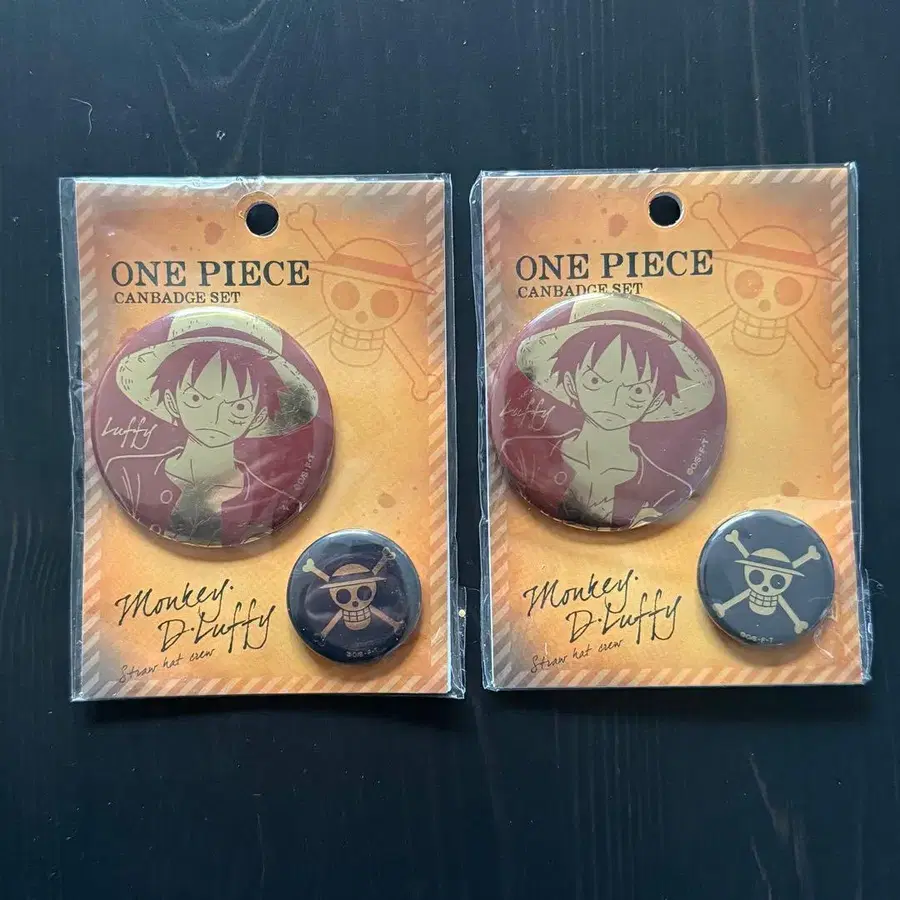 ONE PIECE
CANBADGE SET
Luffy
©O/S・F・T
Monkey・
D・Luffy
Straw hat crew
©O/S・F・T
ONE PIECE
CANBADGE SET
Luffy
©O/S・F・T
Monkey・
D・Luffy
Straw hat crew
©O/S・F・T